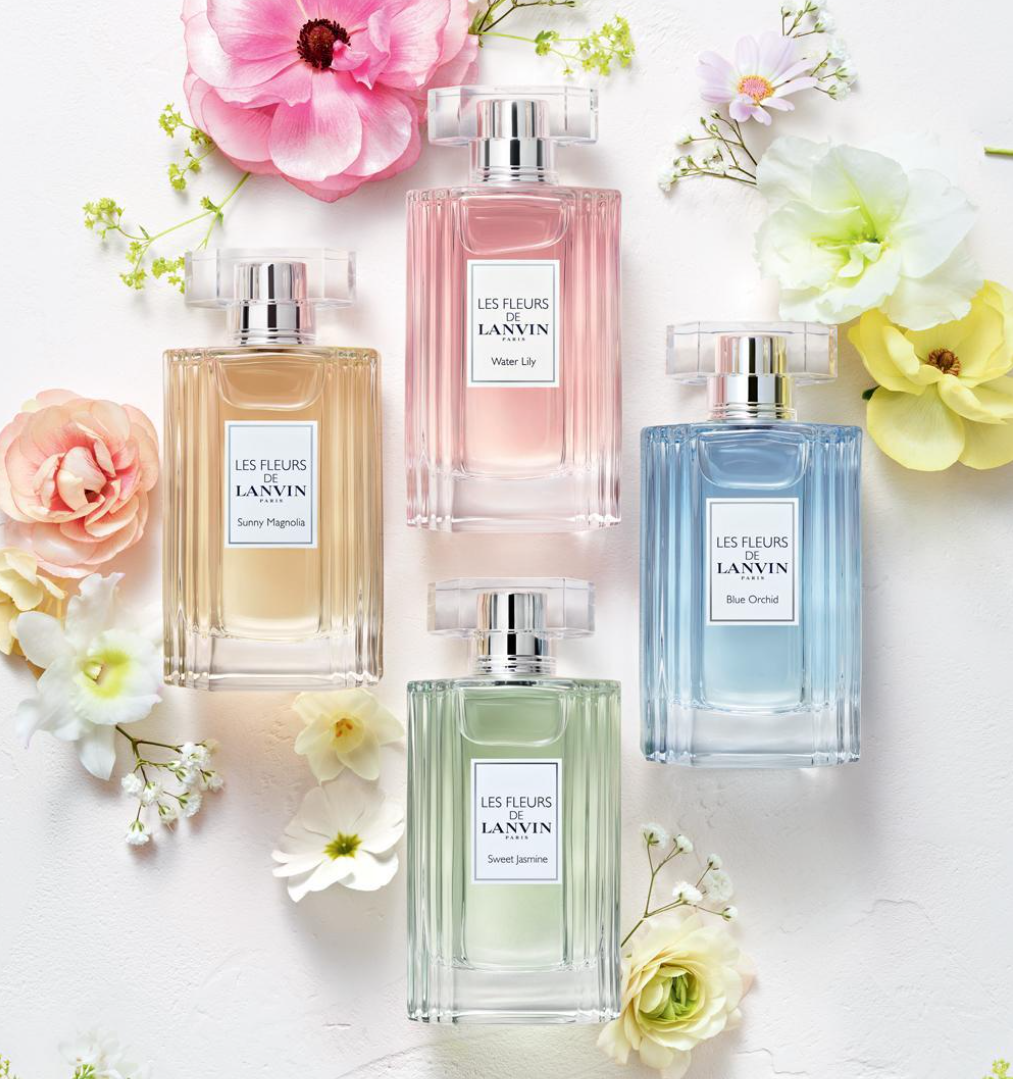 LES FLEURS
DE
LANVIN
PARIS
Water Lily
LES FLEURS
DE
LANVIN
PARIS
Sunny Magnolia
LES FLEURS
DE
LANVIN
PARIS
Blue Orchid
LES FLEURS
DE
LANVIN
PARIS
Sweet Jasmine